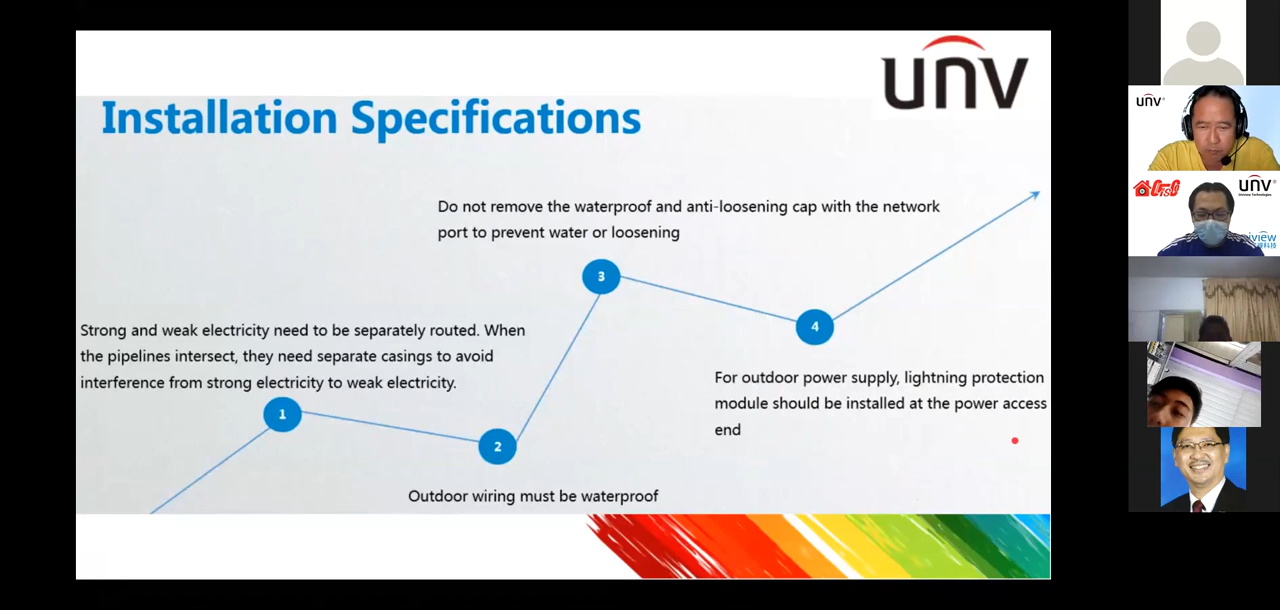 unv
Installation Specifications
Do not remove the waterproof and anti-loosening cap with the network
port to prevent water or loosening
3
4
Strong and weak electricity need to be separately routed. When
the pipelines intersect, they need separate casings to avoid
interference from strong electricity to weak electricity.
1
For outdoor power supply, lightning protection
module should be installed at the power access
end
2
Outdoor wiring must be waterproof
unv
unv
iview